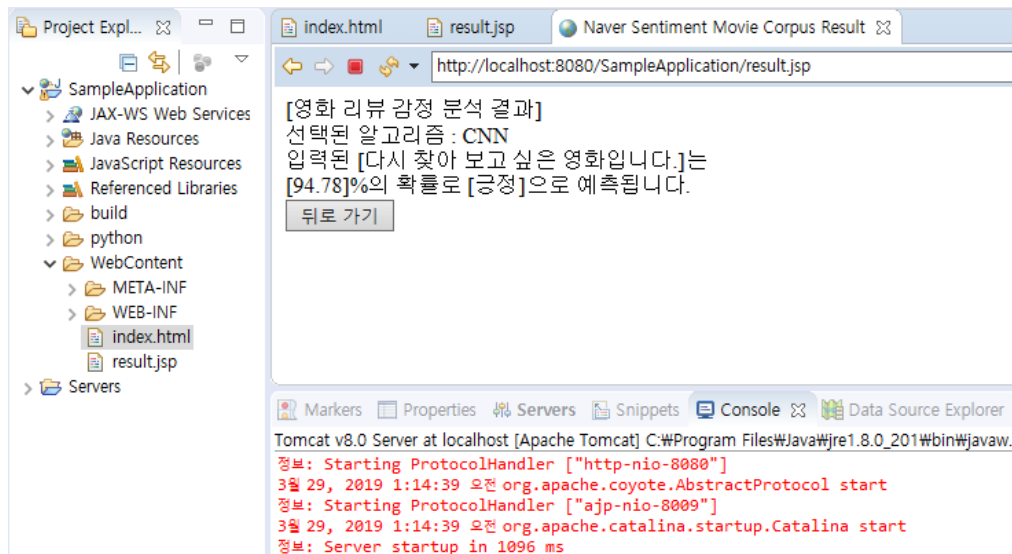 Project Expl...
index.html
result.jsp
Naver Sentiment Movie Corpus Result
http://localhost:8080/SampleApplication/result.jsp
SampleApplication
JAX-WS Web Services
Java Resources
JavaScript Resources
Referenced Libraries
build
python
WebContent
META-INF
WEB-INF
index.html
result.jsp
Servers
[영화 리뷰 감정 분석 결과]
선택된 알고리즘 : CNN
입력된 [다시 찾아 보고 싶은 영화입니다.]는
[94.78]%의 확률로 [긍정]으로 예측됩니다.
뒤로 가기
Markers Properties Servers Snippets Console Data Source Explorer
Tomcat v8.0 Server at localhost [Apache Tomcat] C:₩Program Files₩Java₩jre1.8.0_201₩bin₩javaw.
정보: Starting ProtocolHandler ["http-nio-8080"]
3월 29, 2019 1:14:39 오전 org.apache.coyote.AbstractProtocol start
정보: Starting ProtocolHandler ["ajp-nio-8009"]
3월 29, 2019 1:14:39 오전 org.apache.catalina.startup.Catalina start
정보: Server startup in 1096 ms